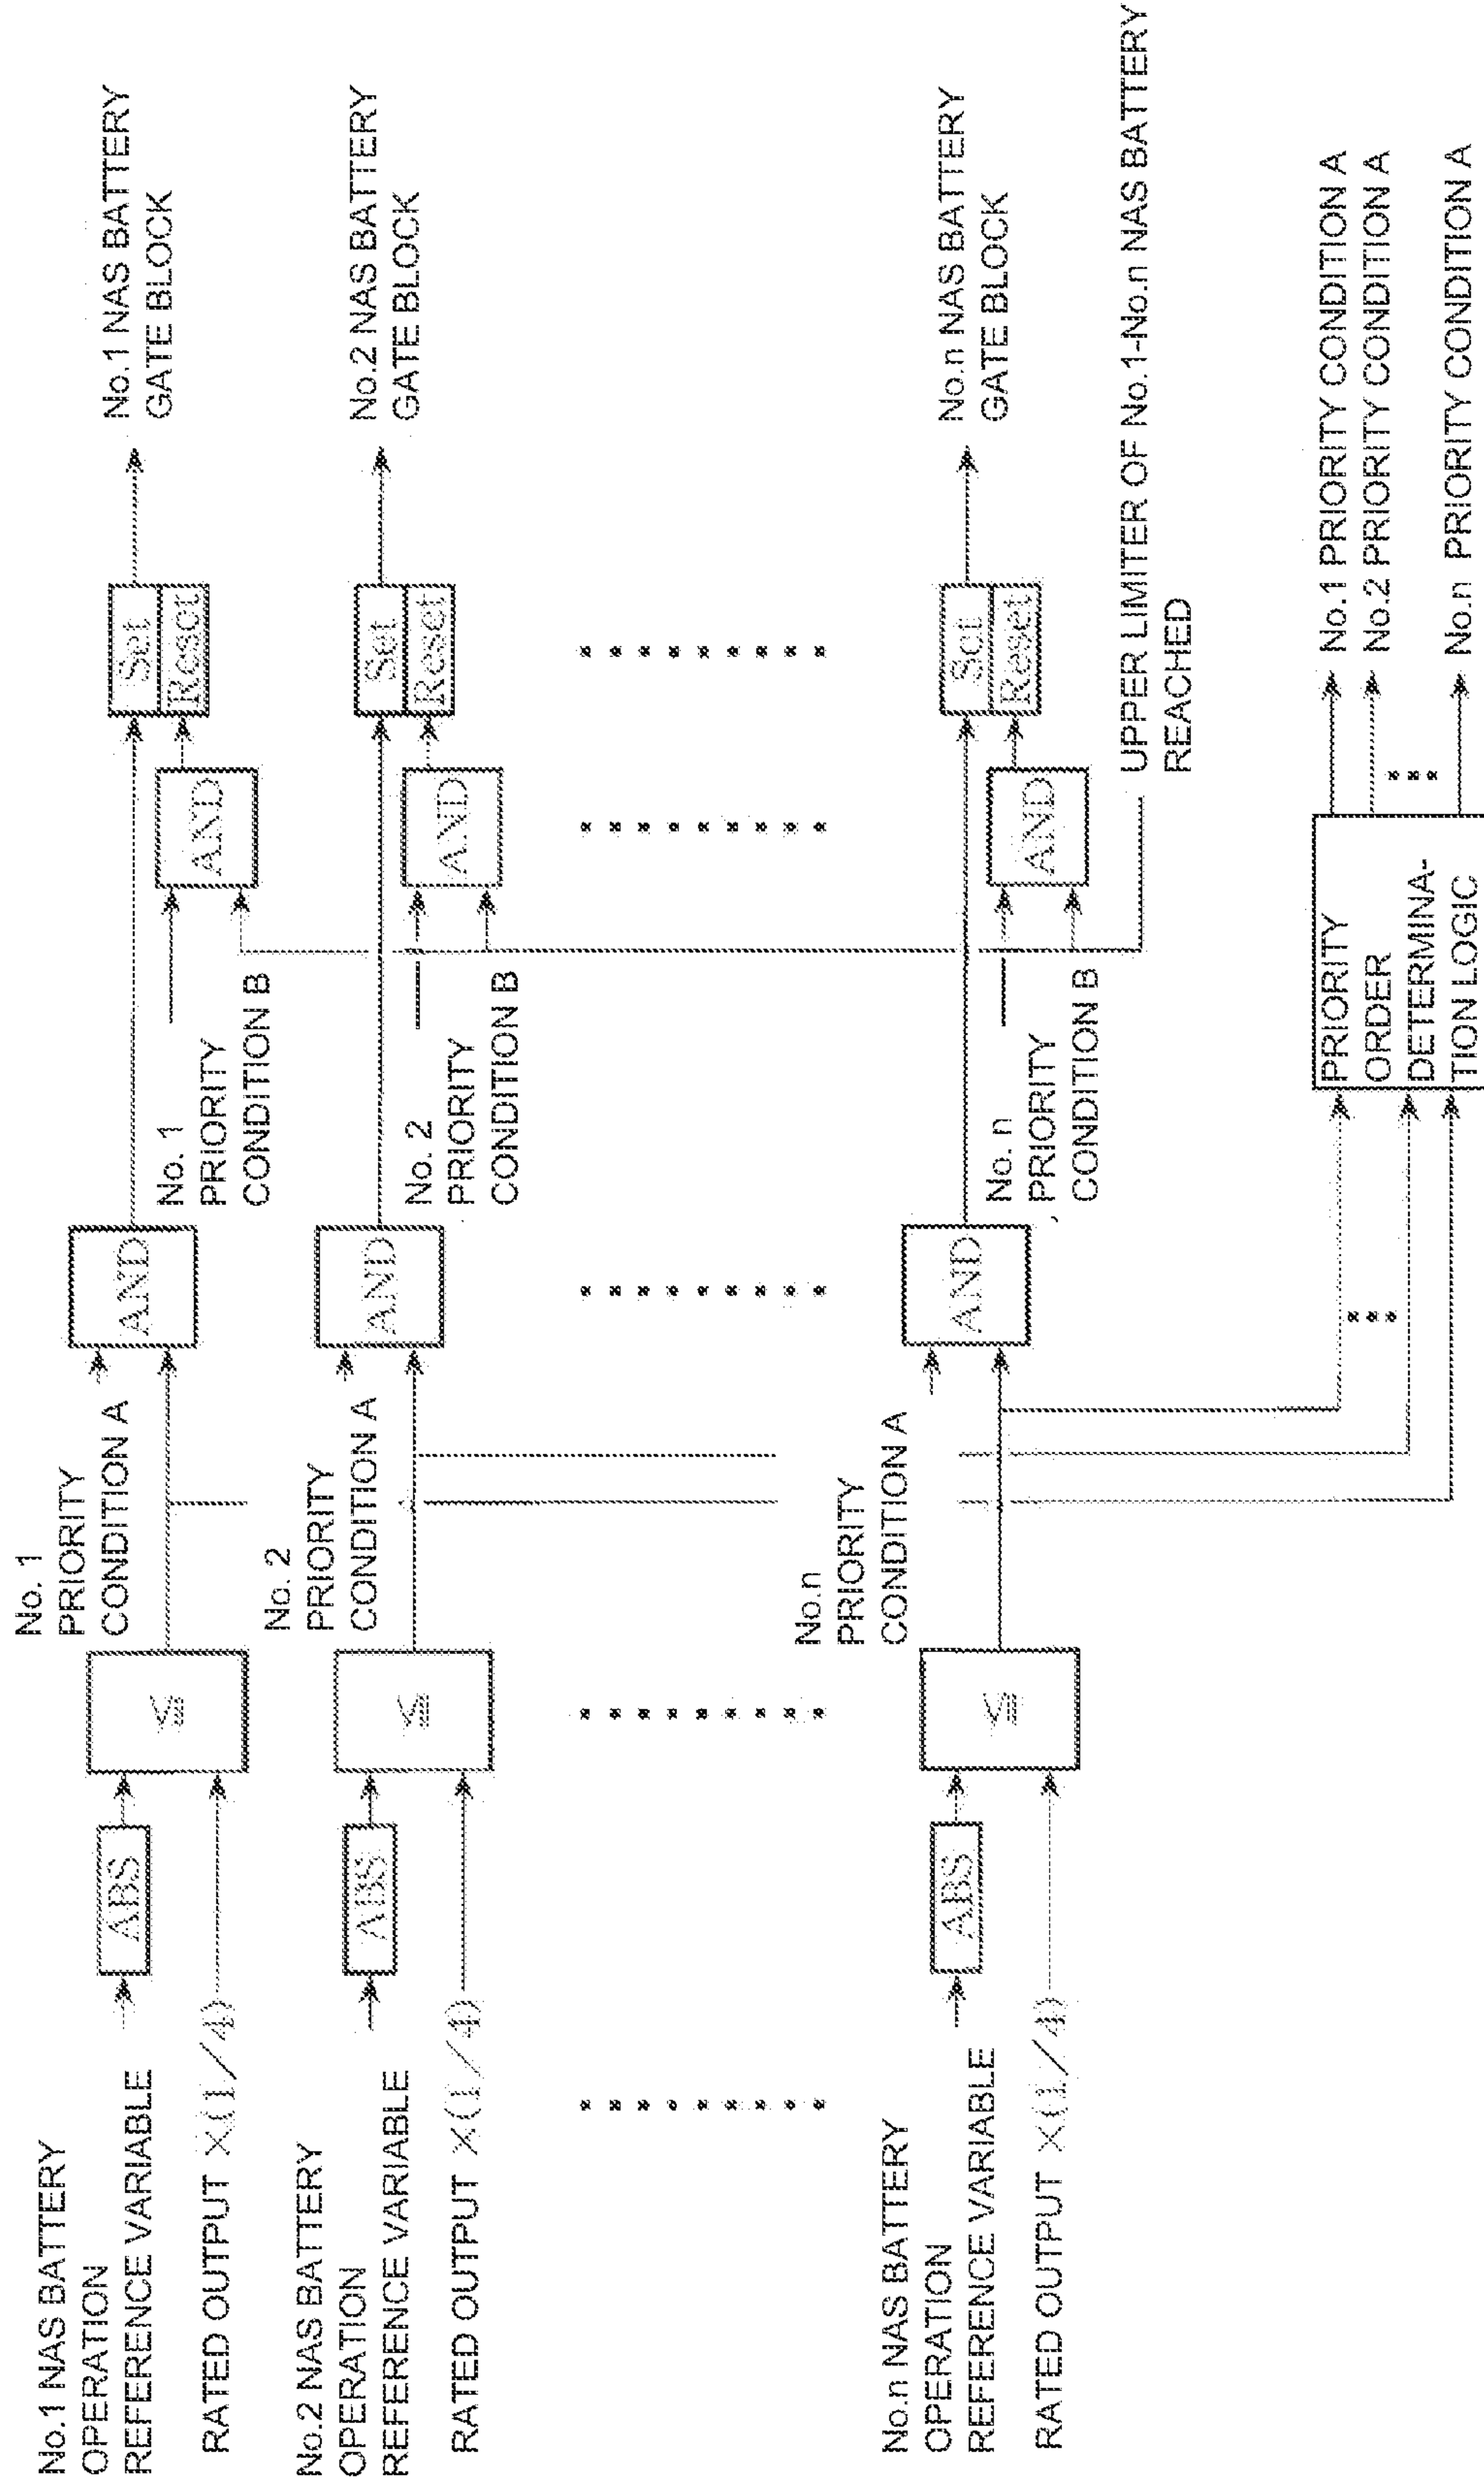 No.1 NAS BATTERY
OPERATION
REFERENCE VARIABLE
RATED OUTPUT ×(1/4)
ABS
≦
No. 1
PRIORITY
CONDITION A
AND
No. 1
PRIORITY
CONDITION B
AND
Set
Reset
No.1 NAS BATTERY
GATE BLOCK
No.2 NAS BATTERY
OPERATION
REFERENCE VARIABLE
RATED OUTPUT ×(1/4)
ABS
≦
No. 2
PRIORITY
CONDITION A
AND
No. 2
PRIORITY
CONDITION B
AND
Set
Reset
No.2 NAS BATTERY
GATE BLOCK
No.n NAS BATTERY
OPERATION
REFERENCE VARIABLE
RATED OUTPUT ×(1/4)
ABS
≦
No.n
PRIORITY
CONDITION A
AND
No. n
PRIORITY
CONDITION B
AND
Set
Reset
No.n NAS BATTERY
GATE BLOCK
UPPER LIMITER OF No.1-No.n NAS BATTERY
REACHED
PRIORITY
ORDER
DETERMINA-
TION LOGIC
No.1 PRIORITY CONDITION A
No.2 PRIORITY CONDITION A
No.n PRIORITY CONDITION A